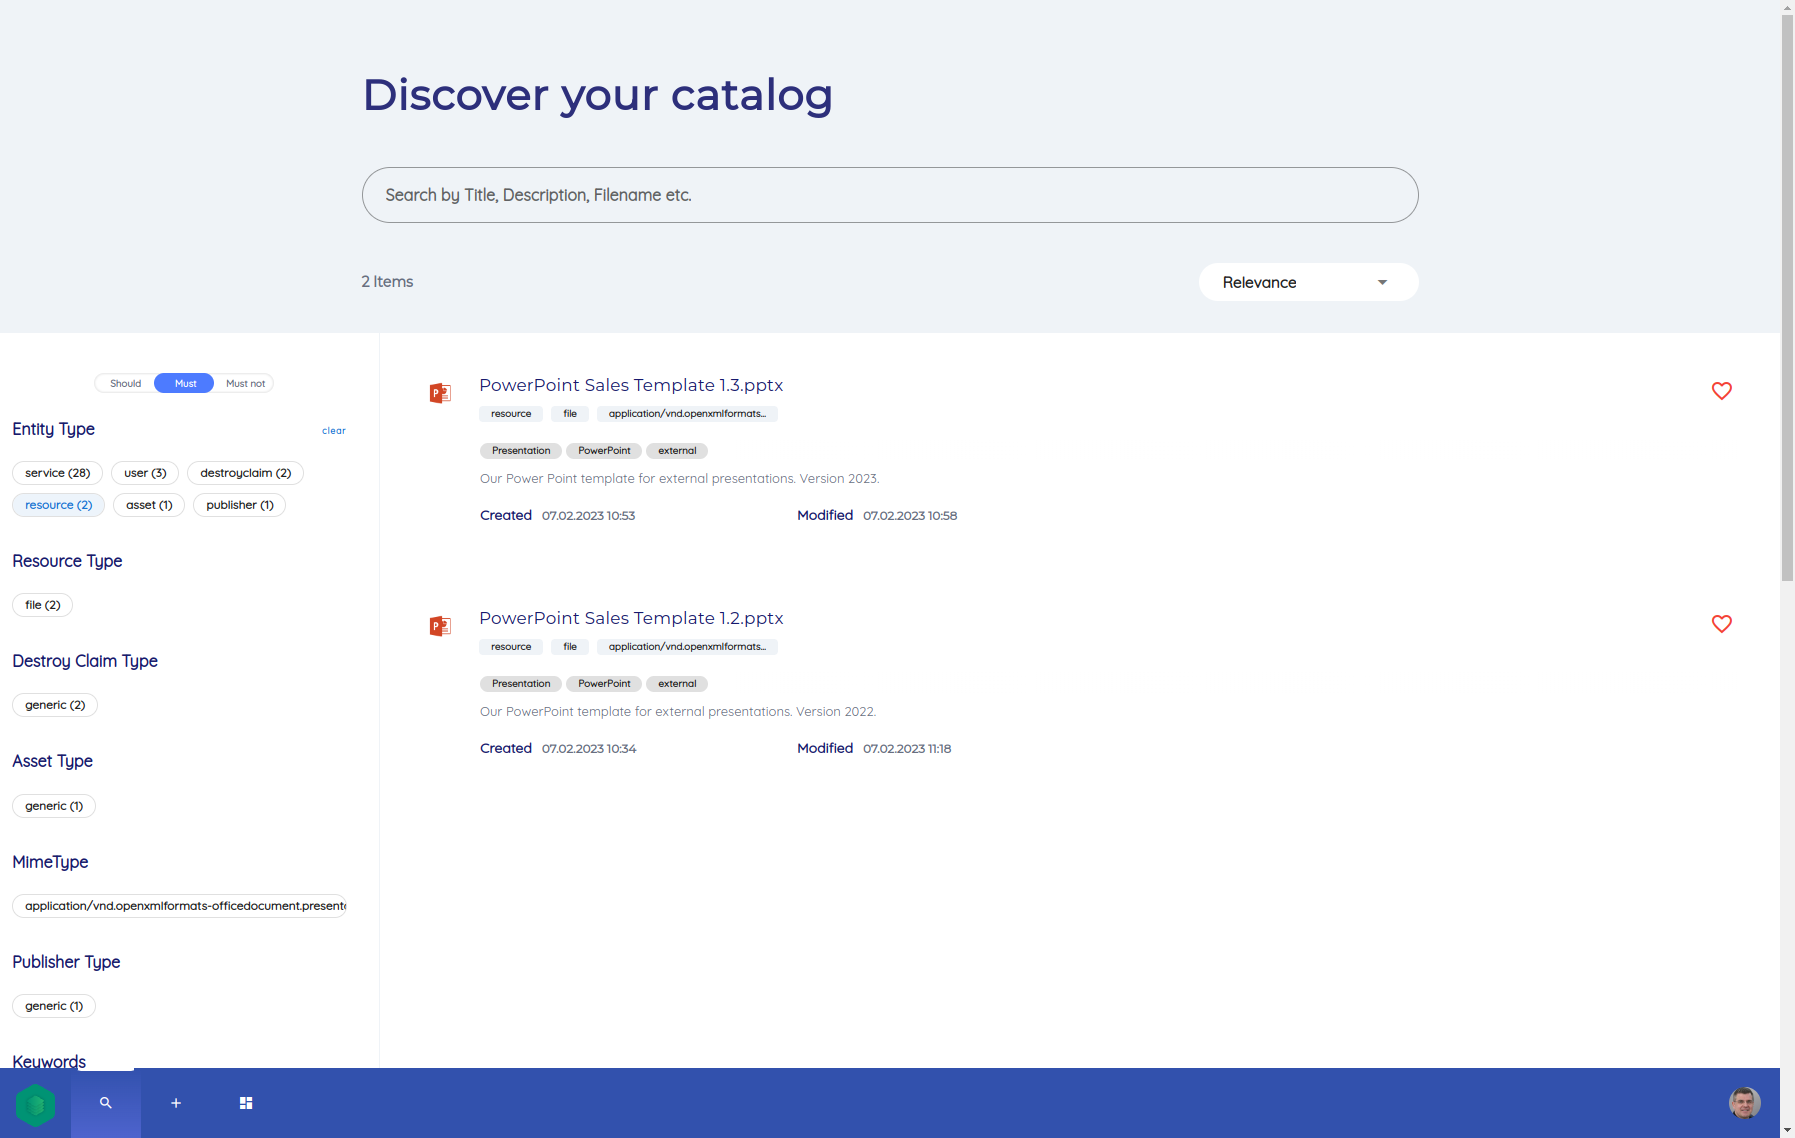 Discover your catalog
Search by Title, Description, Filename etc.
2 Items
Relevance
Should Must Must not
Entity Type clear
service (28) user (3) destroyclaim (2)
resource (2) asset (1) publisher (1)
Resource Type
file (2)
Destroy Claim Type
generic (2)
Asset Type
generic (1)
MimeType
application/vnd.openxmlformats-officedocument.present
Publisher Type
generic (1)
Keywords
PowerPoint Sales Template 1.3.pptx
resource file application/vnd.openxmlformats...
Presentation PowerPoint external
Our Power Point template for external presentations. Version 2023.
Created 07.02.2023 10:53 Modified 07.02.2023 10:58
PowerPoint Sales Template 1.2.pptx
resource file application/vnd.openxmlformats...
Presentation PowerPoint external
Our PowerPoint template for external presentations. Version 2022.
Created 07.02.2023 10:34 Modified 07.02.2023 11:18